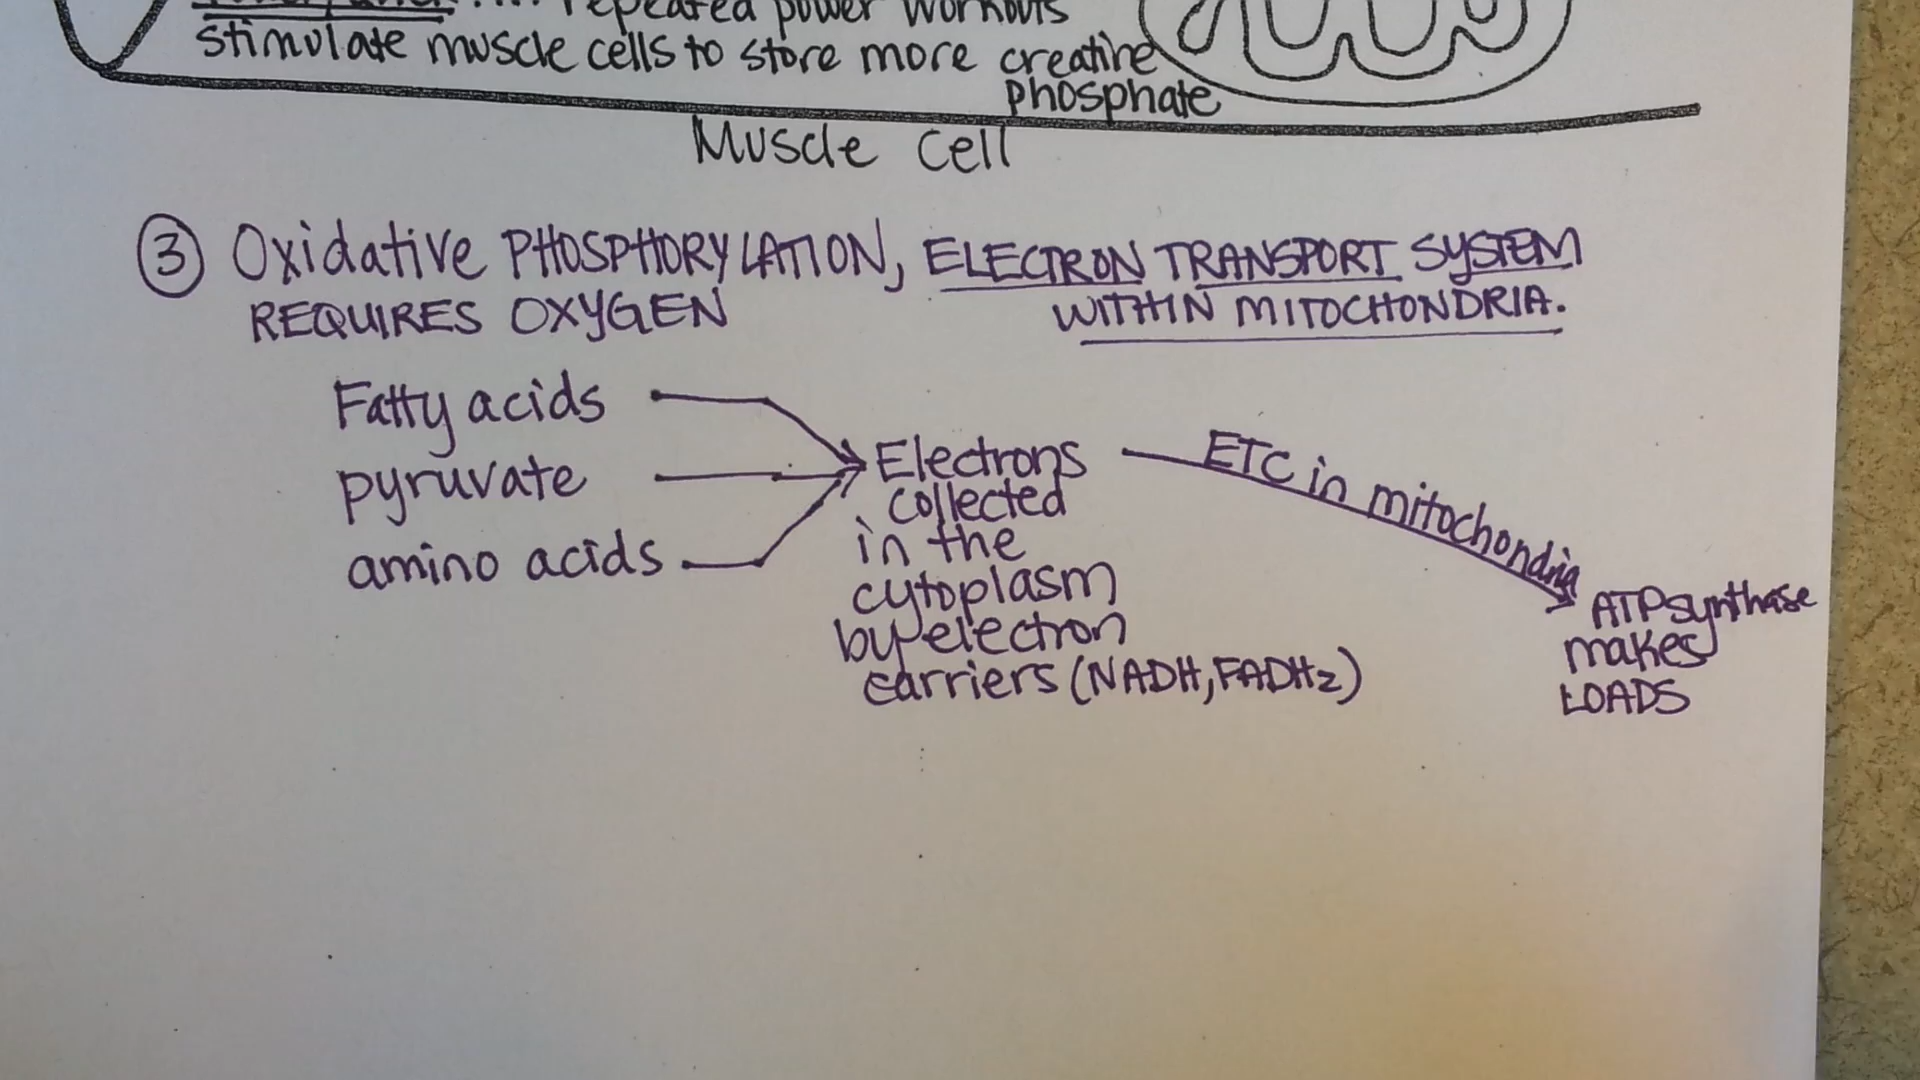 repeated power workouts
stimulate muscle cells to store more creatine
phosphate
Muscle Cell
③ Oxidative PHOSPHORYLATION, ELECTRON TRANSPORT SYSTEM
REQUIRES OXYGEN WITHIN MITOCHONDRIA.
Fatty acids
pyruvate
amino acids
Electrons
collected
in the
cytoplasm
by electron
carriers (NADH, FADH2)
ETC in mitochondria
ATP synthase
makes
LOADS